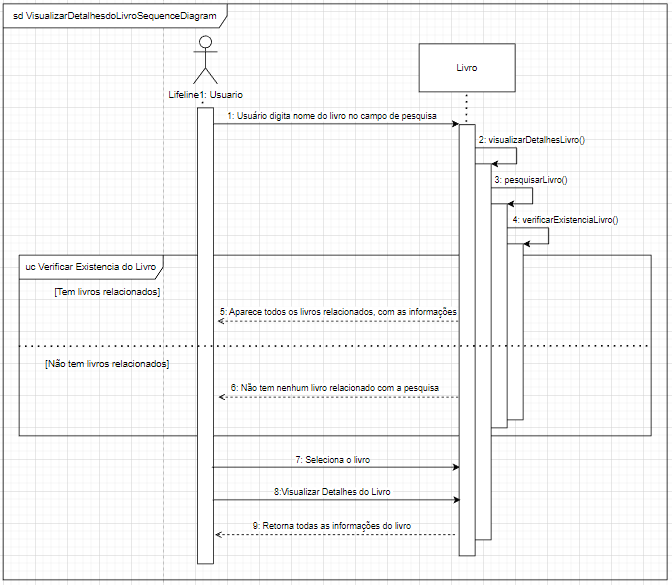 sd VisualizarDetalhesdoLivroSequenceDiagram
Lifeline1: Usuario
Livro
1: Usuário digita nome do livro no campo de pesquisa
2: visualizarDetalhesLivro()
3: pesquisarLivro()
4: verificarExistenciaLivro()
uc Verificar Existencia do Livro
[Tem livros relacionados]
5: Aparece todos os livros relacionados, com as informações
[Não tem livros relacionados]
6: Não tem nenhum livro relacionado com a pesquisa
7: Seleciona o livro
8:Visualizar Detalhes do Livro
9: Retorna todas as informações do livro